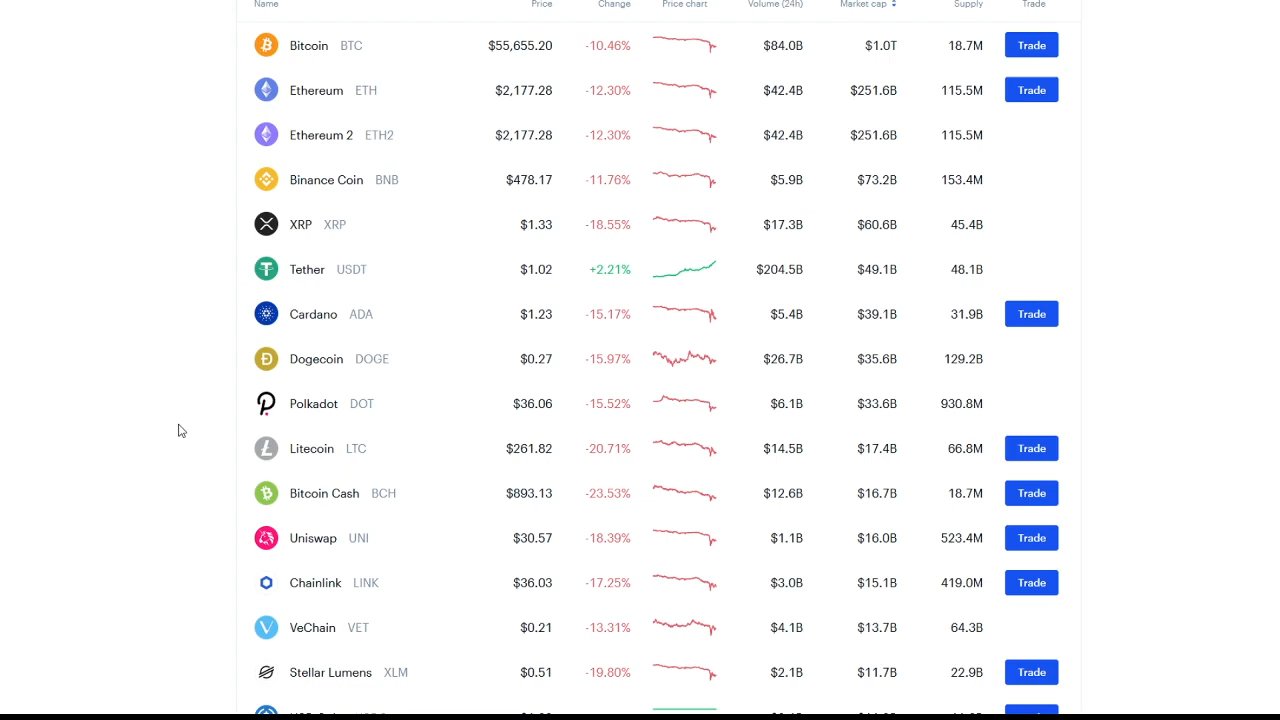 Name Price Change Price chart Volume (24h) Market cap Supply Trade
Bitcoin BTC $55,655.20 -10.46% $84.0B $1.0T 18.7M Trade
Ethereum ETH $2,177.28 -12.30% $42.4B $251.6B 115.5M Trade
Ethereum 2 ETH2 $2,177.28 -12.30% $42.4B $251.6B 115.5M
Binance Coin BNB $478.17 -11.76% $5.9B $73.2B 153.4M
XRP XRP $1.33 -18.55% $17.3B $60.6B 45.4B
Tether USDT $1.02 +2.21% $204.5B $49.1B 48.1B
Cardano ADA $1.23 -15.17% $5.4B $39.1B 31.9B Trade
Dogecoin DOGE $0.27 -15.97% $26.7B $35.6B 129.2B
Polkadot DOT $36.06 -15.52% $6.1B $33.6B 930.8M
Litecoin LTC $261.82 -20.71% $14.5B $17.4B 66.8M Trade
Bitcoin Cash BCH $893.13 -23.53% $12.6B $16.7B 18.7M Trade
Uniswap UNI $30.57 -18.39% $1.1B $16.0B 523.4M Trade
Chainlink LINK $36.03 -17.25% $3.0B $15.1B 419.0M Trade
VeChain VET $0.21 -13.31% $4.1B $13.7B 64.3B
Stellar Lumens XLM $0.51 -19.80% $2.1B $11.7B 22.9B Trade